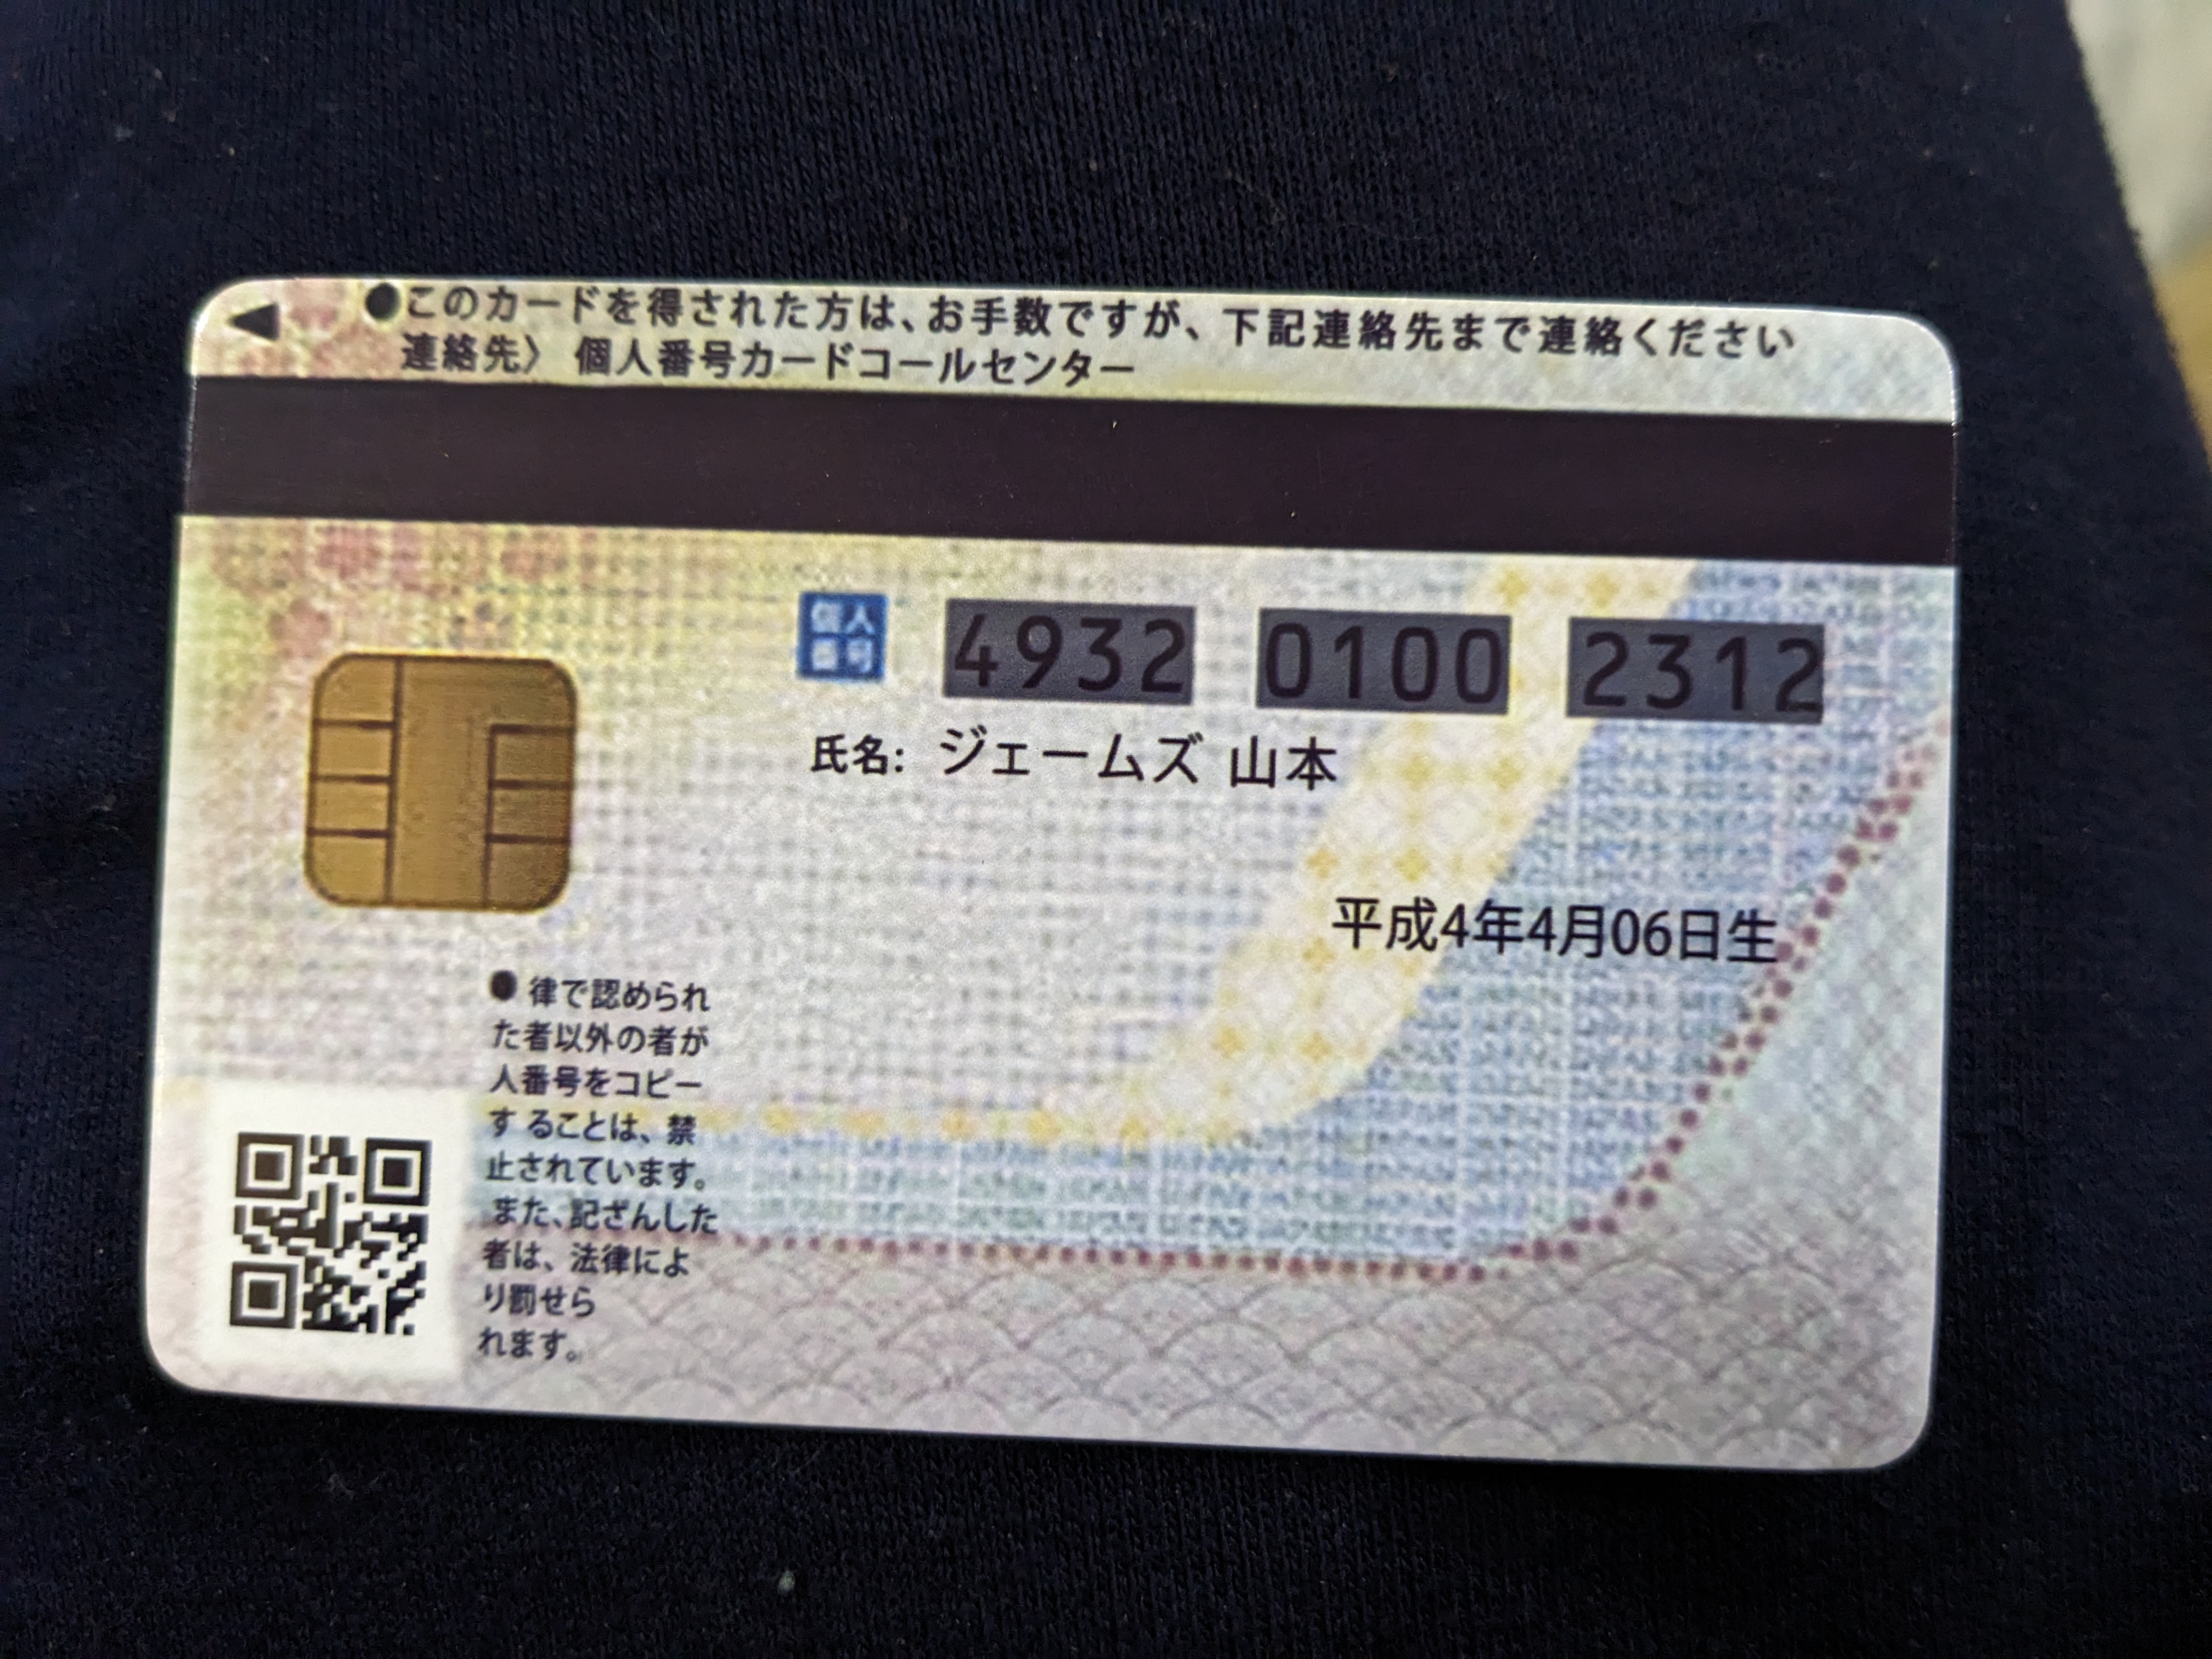 ●このカードを得された方は、お手数ですが、下記連絡先まで連絡ください
連絡先〉 個人番号カードコールセンター
個人番号 4932 0100 2312
氏名: ジェームズ 山本
平成4年4月06日生
● 律で認められ
た者以外の者が
人番号をコピー
す ることは、禁
止されています。
また、記ざんした
者は、法律によ
り罰せら
れます。